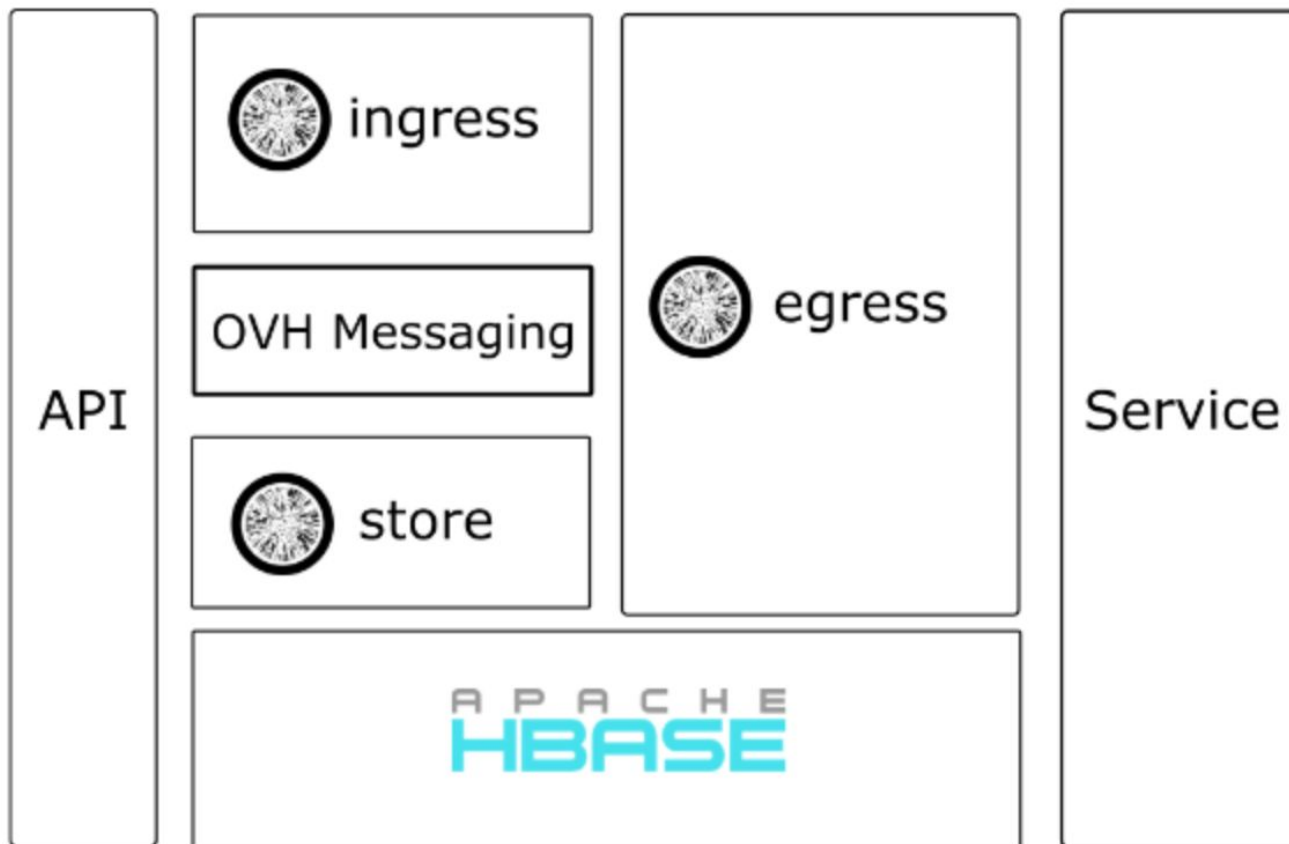 ingress
OVH Messaging
egress
API
Service
store
APACHE
HBASE